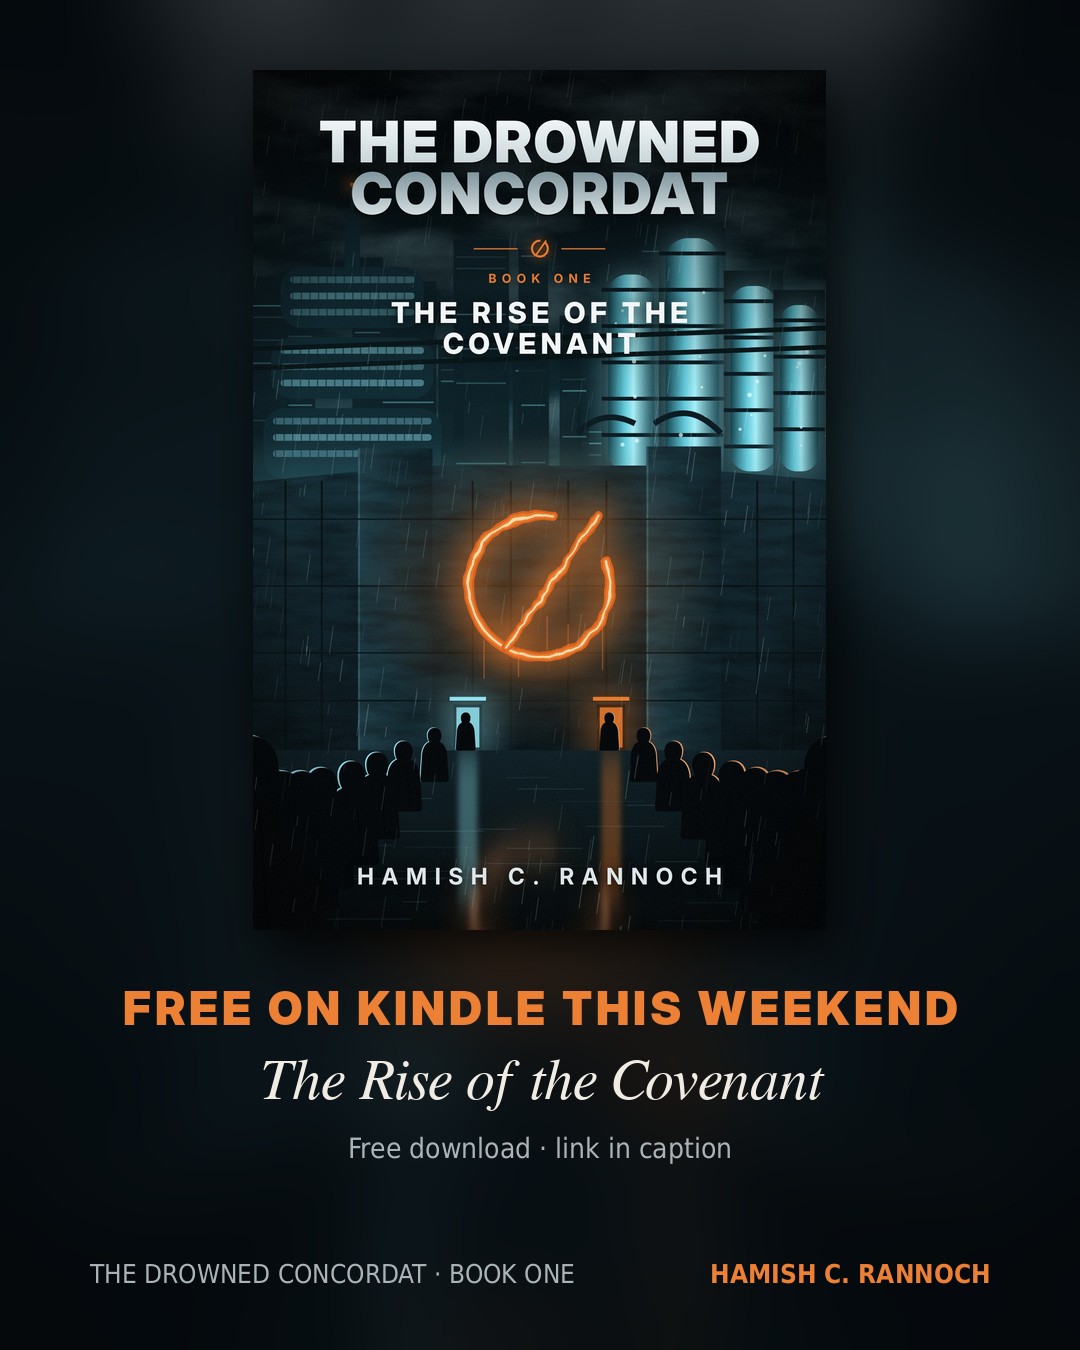 THE DROWNED
CONCORDAT
BOOK ONE
THE RISE OF THE
COVENANT
HAMISH C. RANNOCH
FREE ON KINDLE THIS WEEKEND
The Rise of the Covenant
Free download · link in caption
THE DROWNED CONCORDAT · BOOK ONE
HAMISH C. RANNOCH